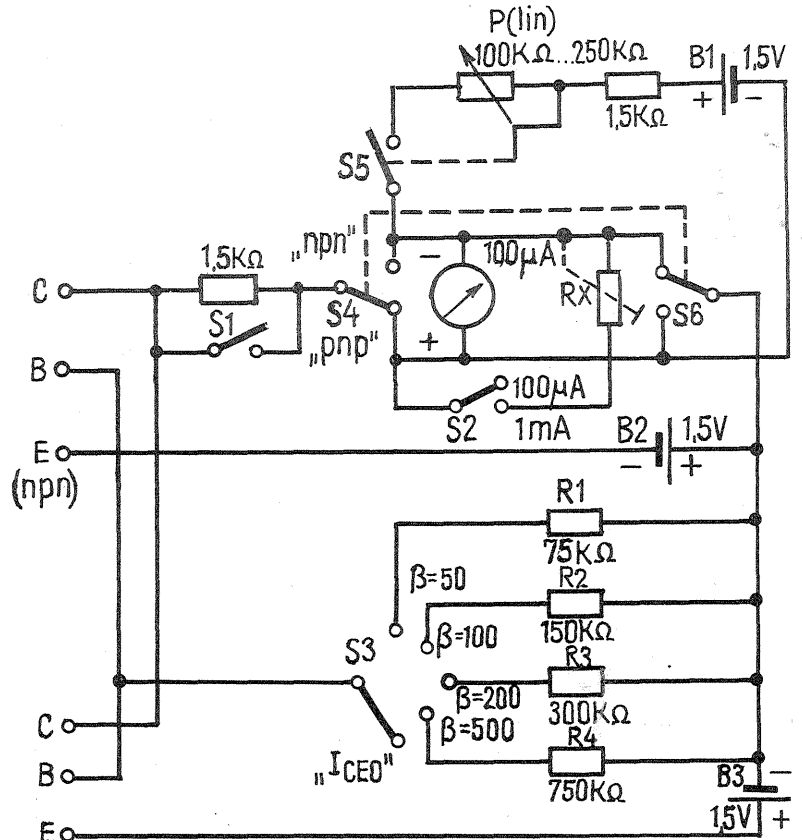 P(lin)
100KΩ...250KΩ
B1
1,5V
+
−
1,5KΩ
S5
„npn"
−
100µA
1,5KΩ
C
S4
RX
S6
S1
„pnp"
+
B
100µA
S2
1mA
B2
1,5V
E
−
+
(npn)
R1
75KΩ
β=50
R2
β=100
150KΩ
S3
R3
β=200
300KΩ
C
β=500
R4
„ICEO"
B
750KΩ
B3
−
1,5V
+
E